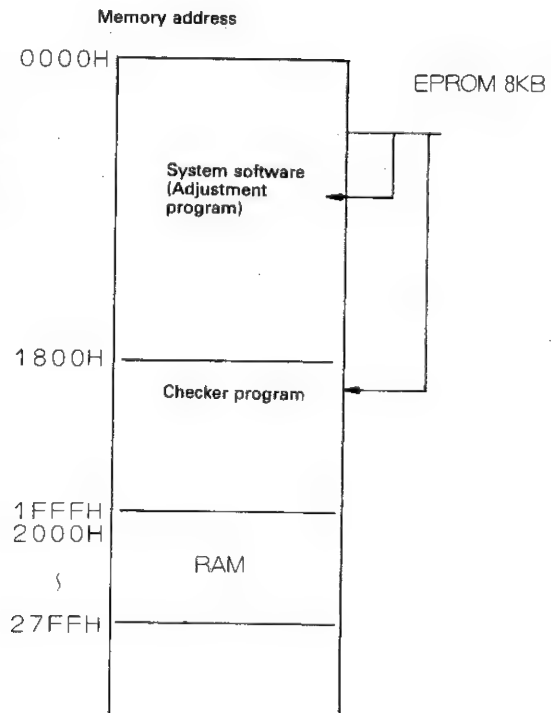 Memory address
0000H
EPROM 8KB
System software
(Adjustment
program)
1800H
Checker program
1FFFH
2000H
RAM
~
27FFH